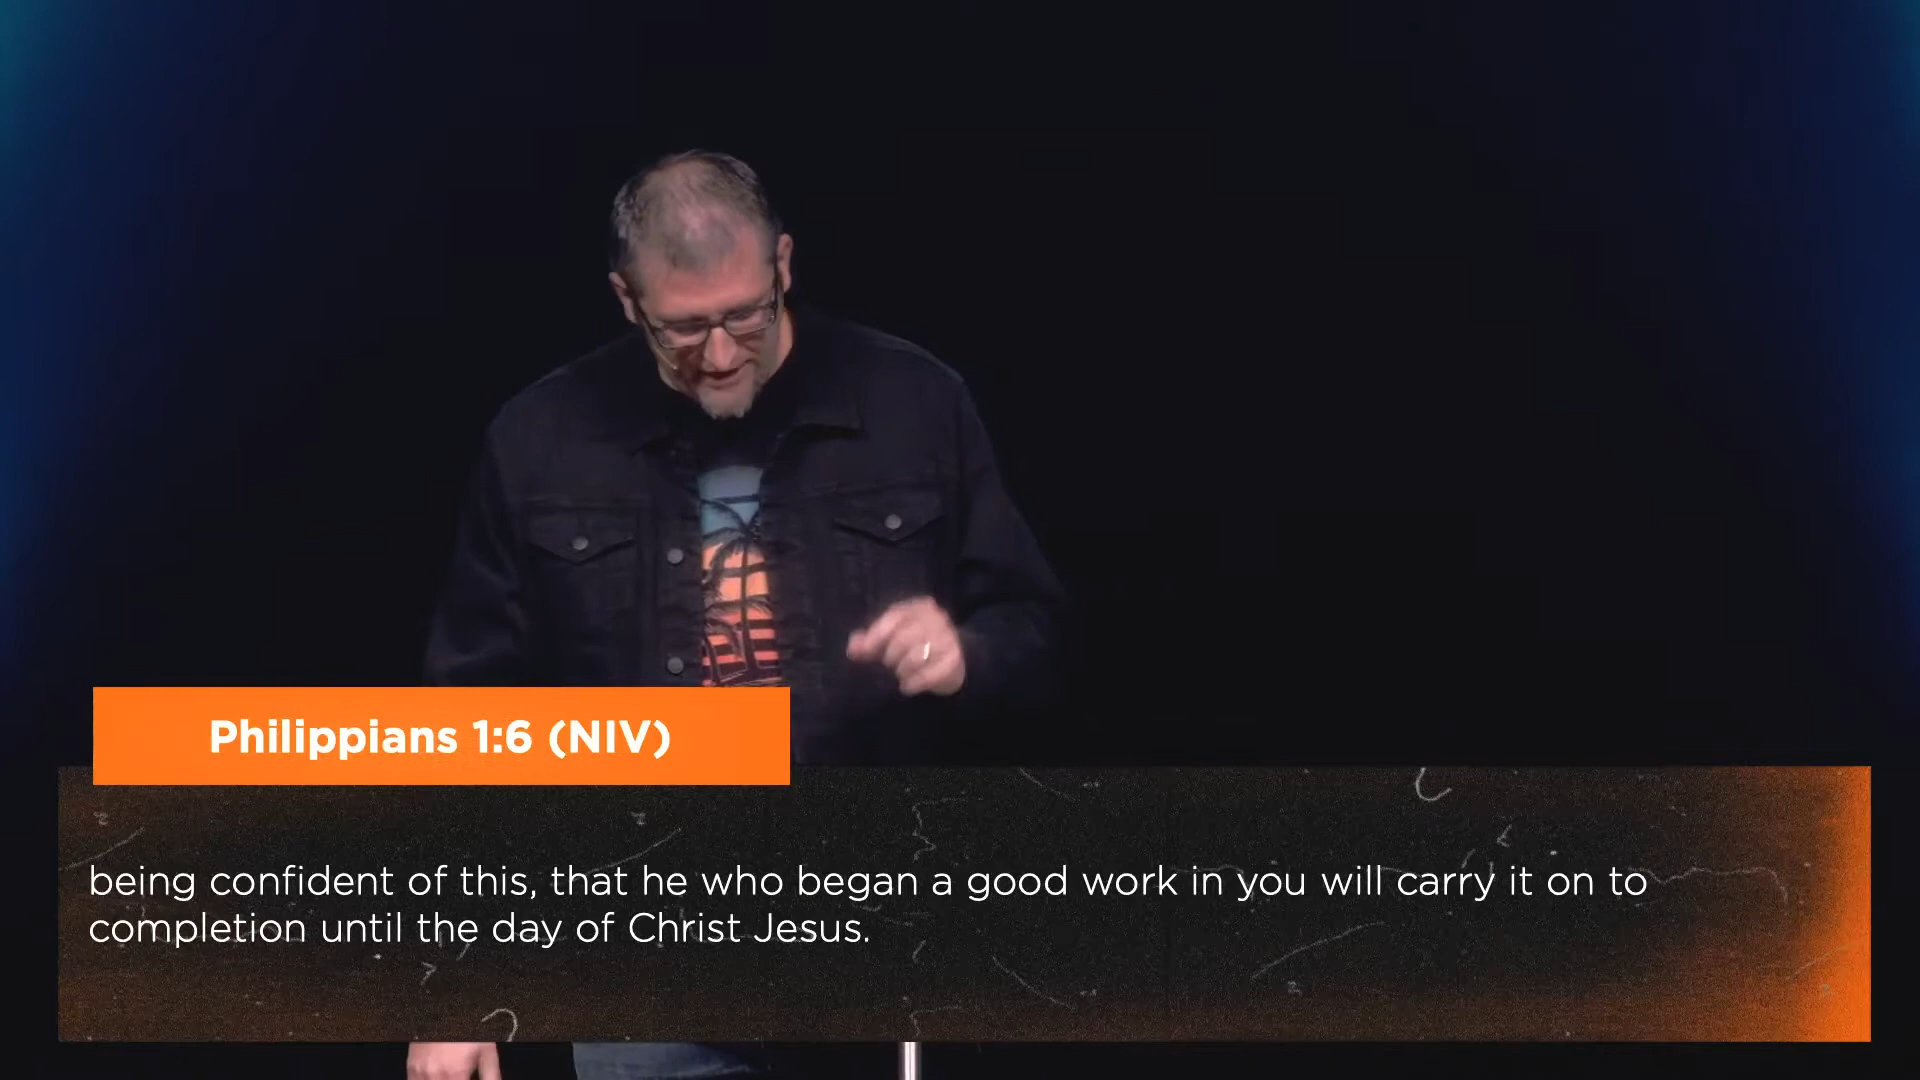 Philippians 1:6 (NIV)
being confident of this, that he who began a good work in you will carry it on to
completion until the day of Christ Jesus.